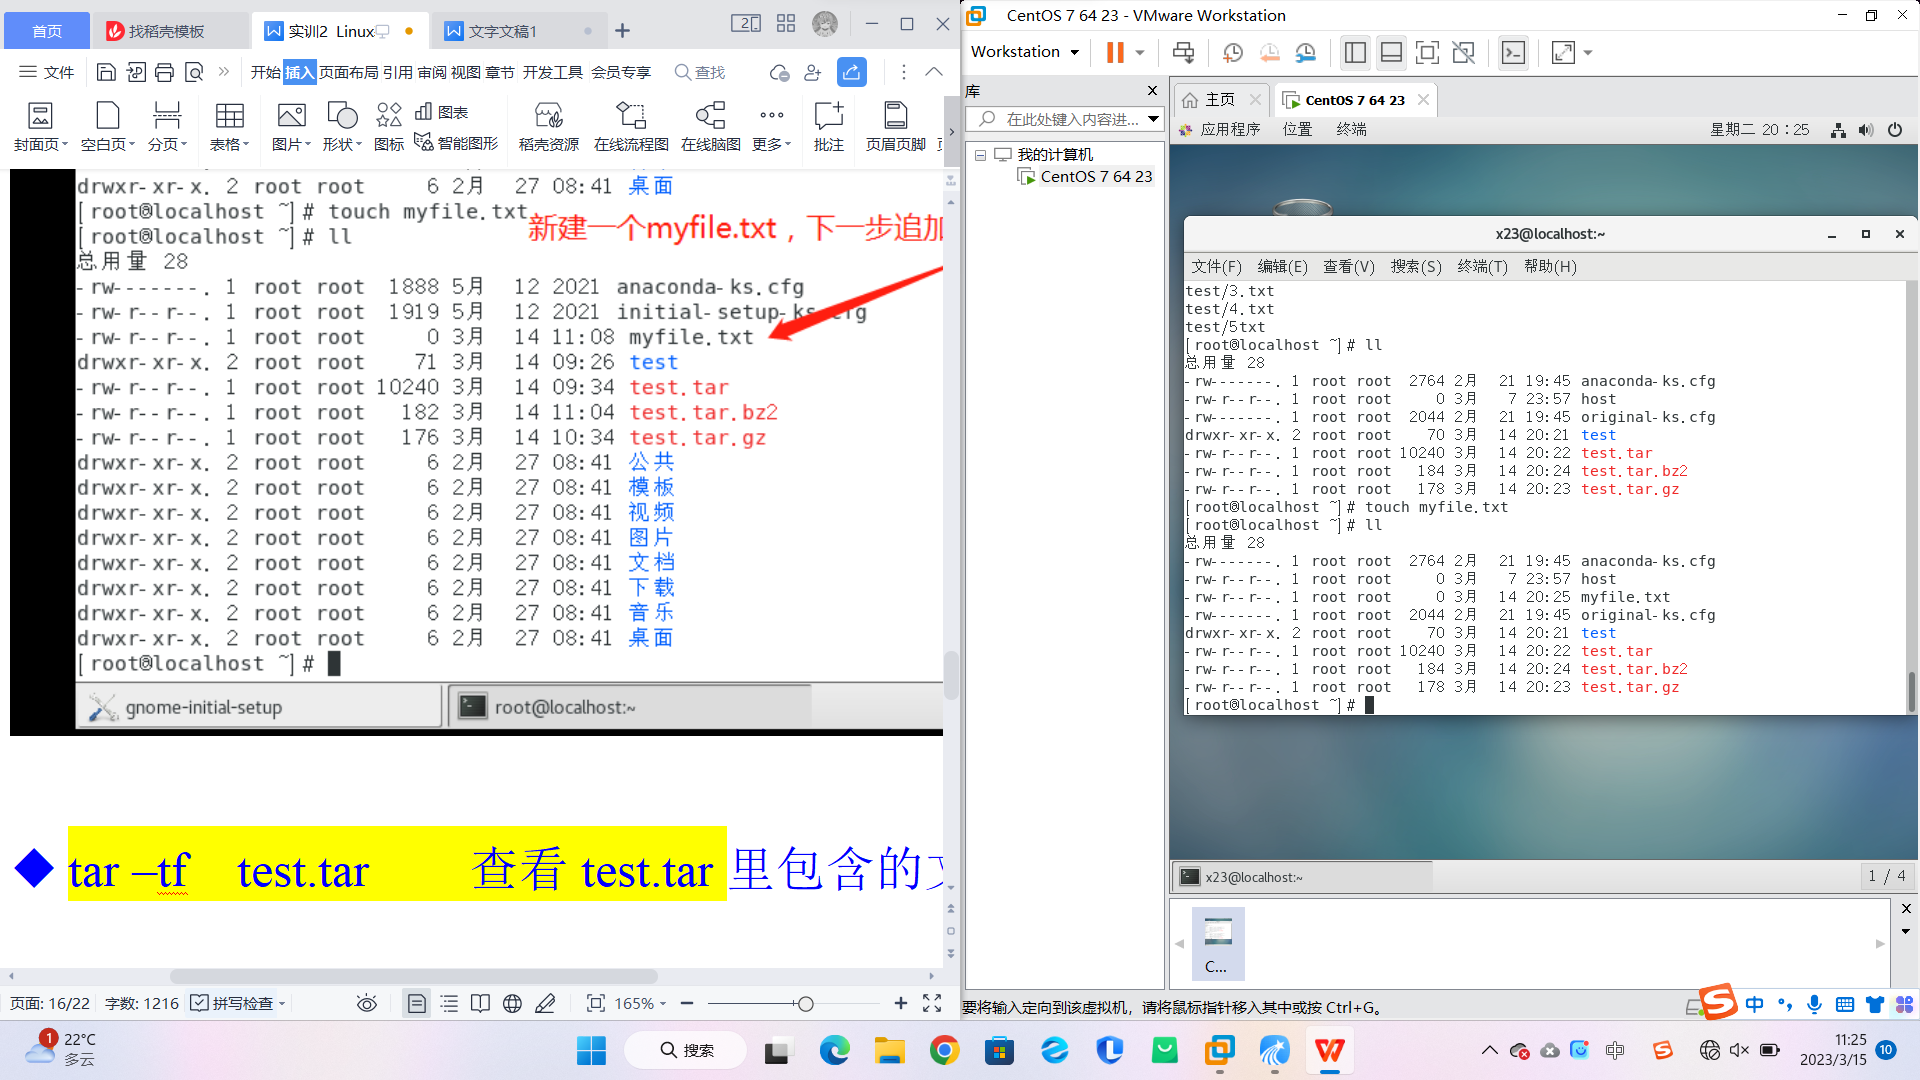 首页
找稻壳模板
实训2 Linux
文字文稿1
文件
开始 插入 页面布局 引用 审阅 视图 章节 开发工具 会员专享
查找
封面页
空白页
分页
表格
图片
形状
图标
图表
智能图形
稻壳资源
在线流程图
在线脑图
更多
批注
页眉页脚
drwxr-xr-x. 2 root root 6 2月 27 08:41 桌面
[root@localhost ~]# touch myfile.txt
新建一个myfile.txt，下一步追加
[root@localhost ~]# ll
总用量 28
-rw-------. 1 root root 1888 5月 12 2021 anaconda-ks.cfg
-rw-r--r--. 1 root root 1919 5月 12 2021 initial-setup-ks.cfg
-rw-r--r--. 1 root root 0 3月 14 11:08 myfile.txt
drwxr-xr-x. 2 root root 71 3月 14 09:26 test
-rw-r--r--. 1 root root 10240 3月 14 09:34 test.tar
-rw-r--r--. 1 root root 182 3月 14 11:04 test.tar.bz2
-rw-r--r--. 1 root root 176 3月 14 10:34 test.tar.gz
drwxr-xr-x. 2 root root 6 2月 27 08:41 公共
drwxr-xr-x. 2 root root 6 2月 27 08:41 模板
drwxr-xr-x. 2 root root 6 2月 27 08:41 视频
drwxr-xr-x. 2 root root 6 2月 27 08:41 图片
drwxr-xr-x. 2 root root 6 2月 27 08:41 文档
drwxr-xr-x. 2 root root 6 2月 27 08:41 下载
drwxr-xr-x. 2 root root 6 2月 27 08:41 音乐
drwxr-xr-x. 2 root root 6 2月 27 08:41 桌面
[root@localhost ~]#
gnome-initial-setup
root@localhost:~
◆ tar –tf test.tar 查看 test.tar 里包含的文
页面: 16/22 字数: 1216 拼写检查
165%
CentOS 7 64 23 - VMware Workstation
Workstation
库
在此处键入内容进...
我的计算机
CentOS 7 64 23
主页
CentOS 7 64 23
应用程序 位置 终端
星期二 20：25
x23@localhost:~
文件(F) 编辑(E) 查看(V) 搜索(S) 终端(T) 帮助(H)
test/3.txt
test/4.txt
test/5txt
[root@localhost ~]# ll
总用量 28
-rw-------. 1 root root 2764 2月 21 19:45 anaconda-ks.cfg
-rw-r--r--. 1 root root 0 3月 7 23:57 host
-rw-------. 1 root root 2044 2月 21 19:45 original-ks.cfg
drwxr-xr-x. 2 root root 70 3月 14 20:21 test
-rw-r--r--. 1 root root 10240 3月 14 20:22 test.tar
-rw-r--r--. 1 root root 184 3月 14 20:24 test.tar.bz2
-rw-r--r--. 1 root root 178 3月 14 20:23 test.tar.gz
[root@localhost ~]# touch myfile.txt
[root@localhost ~]# ll
总用量 28
-rw-------. 1 root root 2764 2月 21 19:45 anaconda-ks.cfg
-rw-r--r--. 1 root root 0 3月 7 23:57 host
-rw-r--r--. 1 root root 0 3月 14 20:25 myfile.txt
-rw-------. 1 root root 2044 2月 21 19:45 original-ks.cfg
drwxr-xr-x. 2 root root 70 3月 14 20:21 test
-rw-r--r--. 1 root root 10240 3月 14 20:22 test.tar
-rw-r--r--. 1 root root 184 3月 14 20:24 test.tar.bz2
-rw-r--r--. 1 root root 178 3月 14 20:23 test.tar.gz
[root@localhost ~]#
x23@localhost:~
1 / 4
C...
要将输入定向到该虚拟机，请将鼠标指针移入其中或按 Ctrl+G。
中
1
22°C
多云
搜索
中
11:25
2023/3/15
10